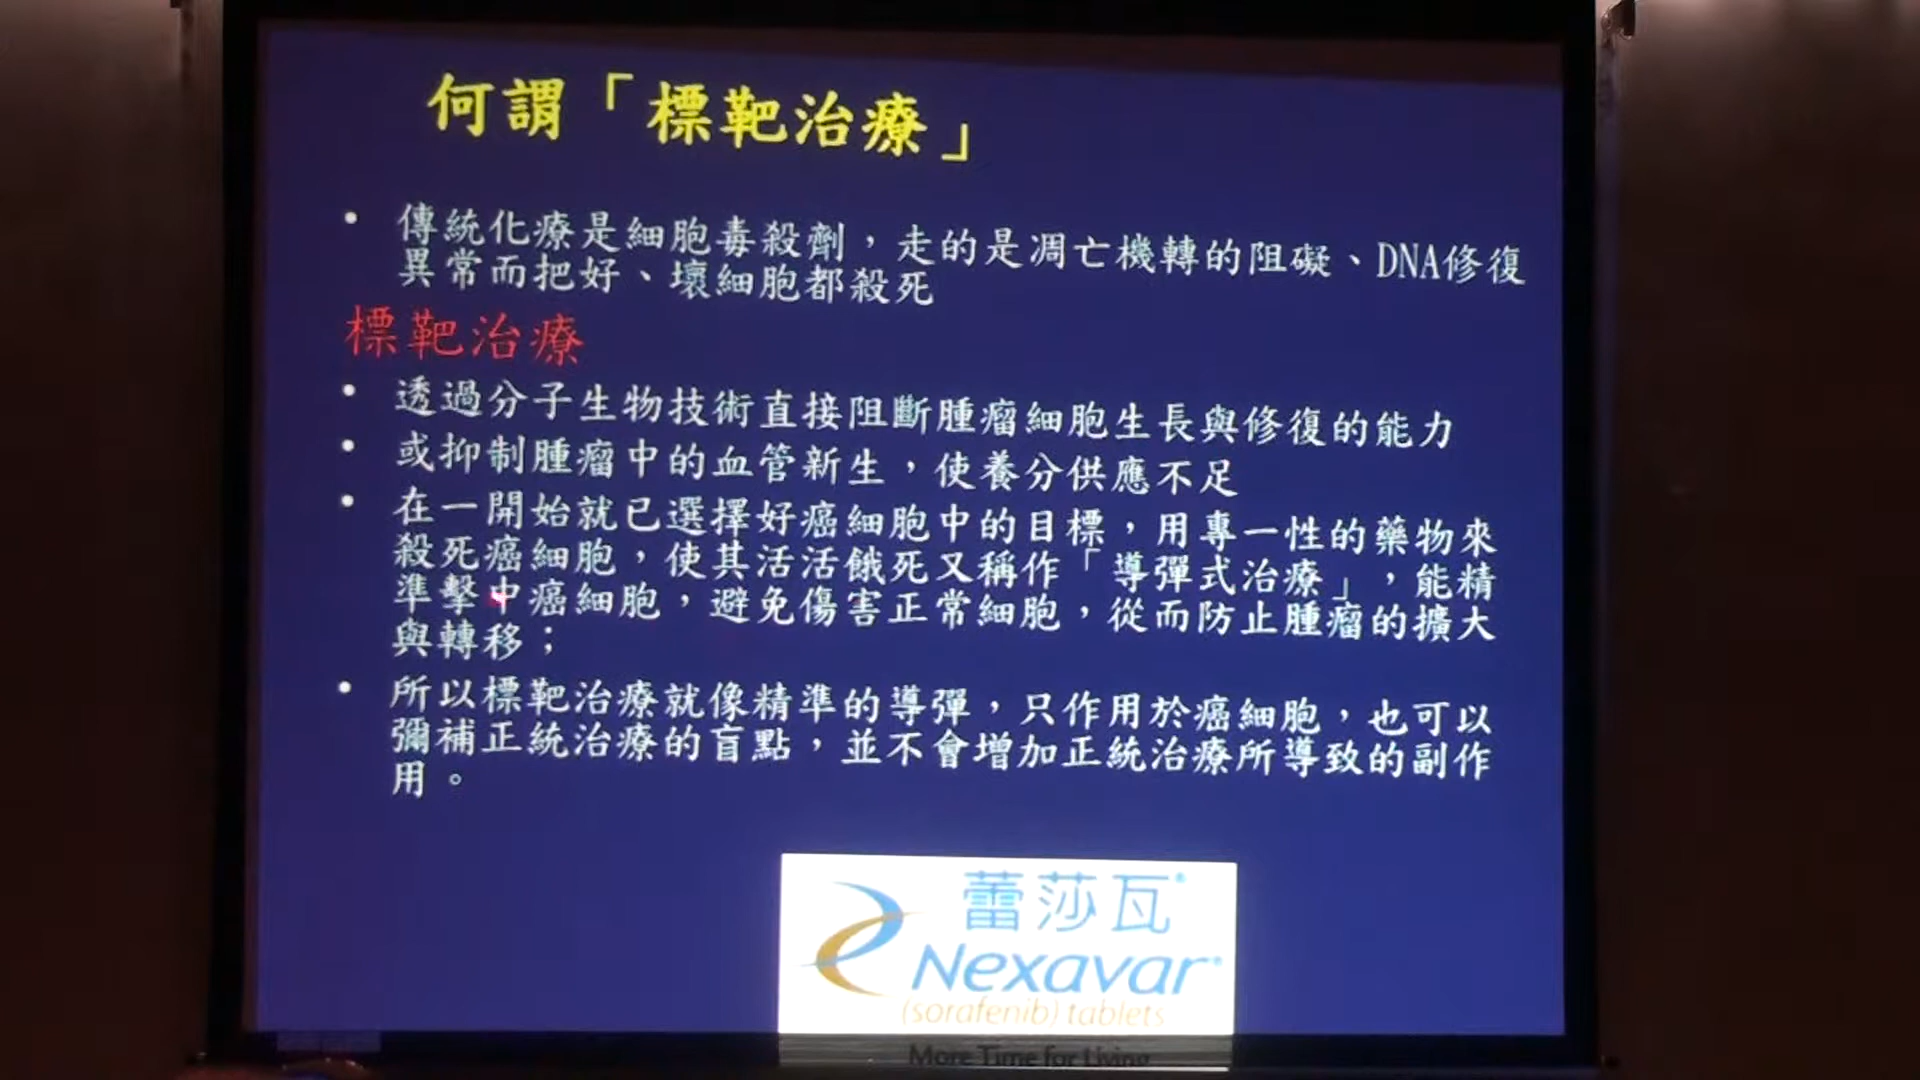 何謂「標靶治療」
• 傳統化療是細胞毒殺劑，走的是凋亡機轉的阻礙、DNA修復
異常而把好、壞細胞都殺死
標靶治療
• 透過分子生物技術直接阻斷腫瘤細胞生長與修復的能力
• 或抑制腫瘤中的血管新生，使養分供應不足
• 在一開始就已選擇好癌細胞中的目標，用專一性的藥物來
殺死癌細胞，使其活活餓死又稱作「導彈式治療」，能精
準擊中癌細胞，避免傷害正常細胞，從而防止腫瘤的擴大
與轉移；
• 所以標靶治療就像精準的導彈，只作用於癌細胞，也可以
彌補正統治療的盲點，並不會增加正統治療所導致的副作
用。
蕾莎瓦®
Nexavar®
(sorafenib) tablets
More Time for Living